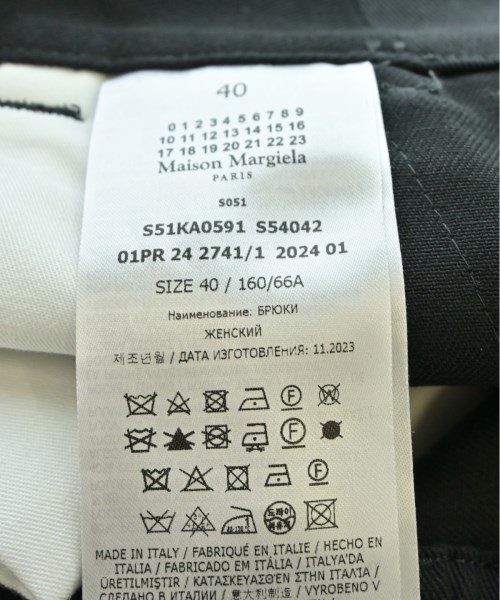 40
0 1 2 3 4 5 6 7 8 9
10 11 12 13 14 15 16
17 18 19 20 21 22 23
Maison Margiela
PARIS
S051
S51KA0591 S54042
01PR 24 2741/1 2024 01
SIZE 40 / 160/66A
Наименование: БРЮКИ
ЖЕНСКИЙ
제조년월 / ДАТА ИЗГОТОВЛЕНИЯ: 11.2023
F W
F
F
드라이
MADE IN ITALY / FABRIQUÉ EN ITALIE / HECHO EN
ITALIA / FABRICADO EM ITÁLIA / ITALYA'DA
ÜRETILMIŞTIR / ΚΑΤΑΣΚΕΥΑΣΘΕΝ ΣΤΗΝ ΙΤΑΛΙΑ /
СДЕЛАНО В ИТАЛИИ / 意大利制造 / VYROBENO V